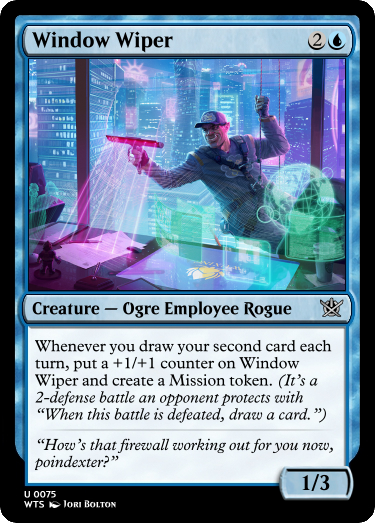 Window Wiper 2
Creature — Ogre Employee Rogue
Whenever you draw your second card each
turn, put a +1/+1 counter on Window
Wiper and create a Mission token. (It's a
2-defense battle an opponent protects with
“When this battle is defeated, draw a card.”)
“How's that firewall working out for you now,
poindexter?”
1/3
U 0075
WTS Jori Bolton